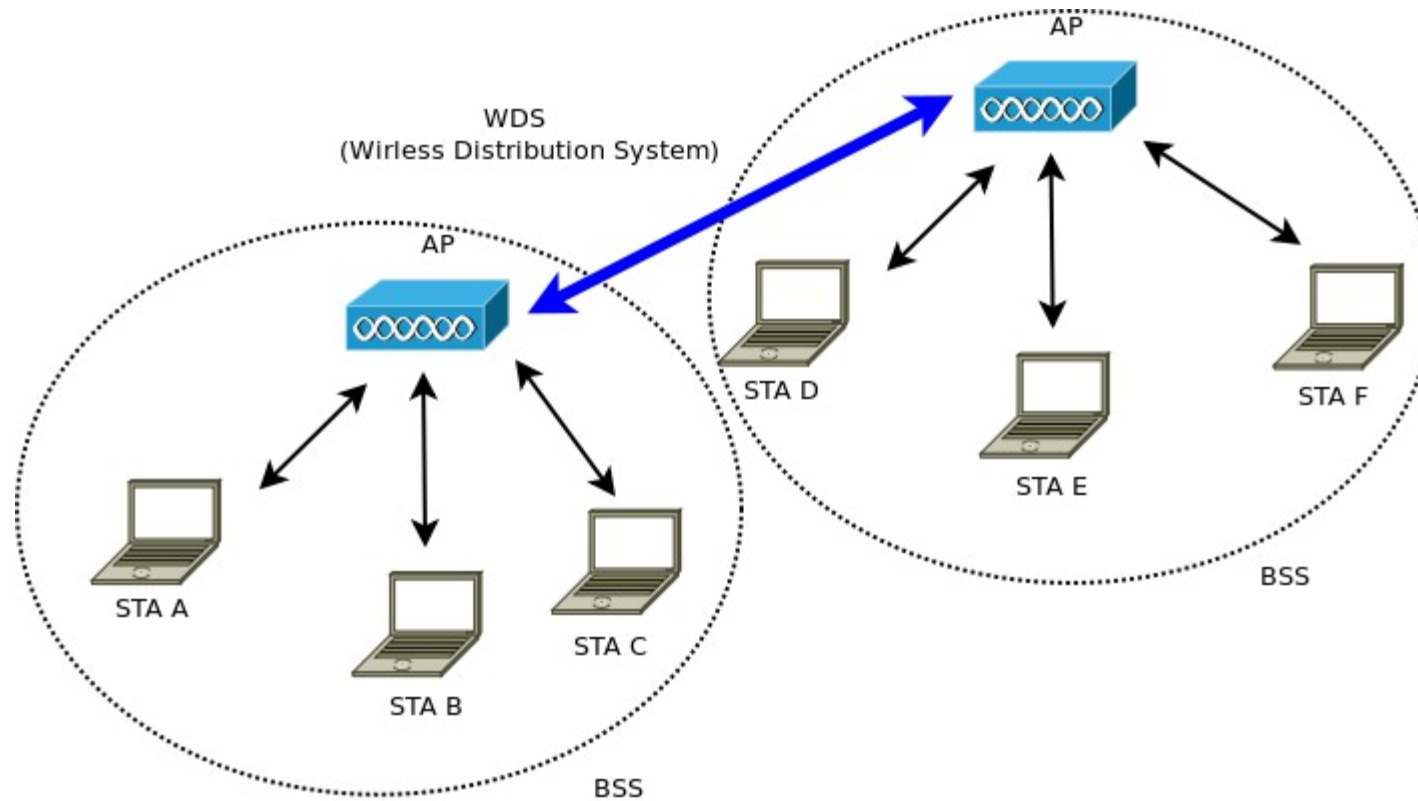 AP
WDS
(Wirless Distribution System)
AP
STA D
STA F
STA E
BSS
STA A
STA C
STA B
BSS